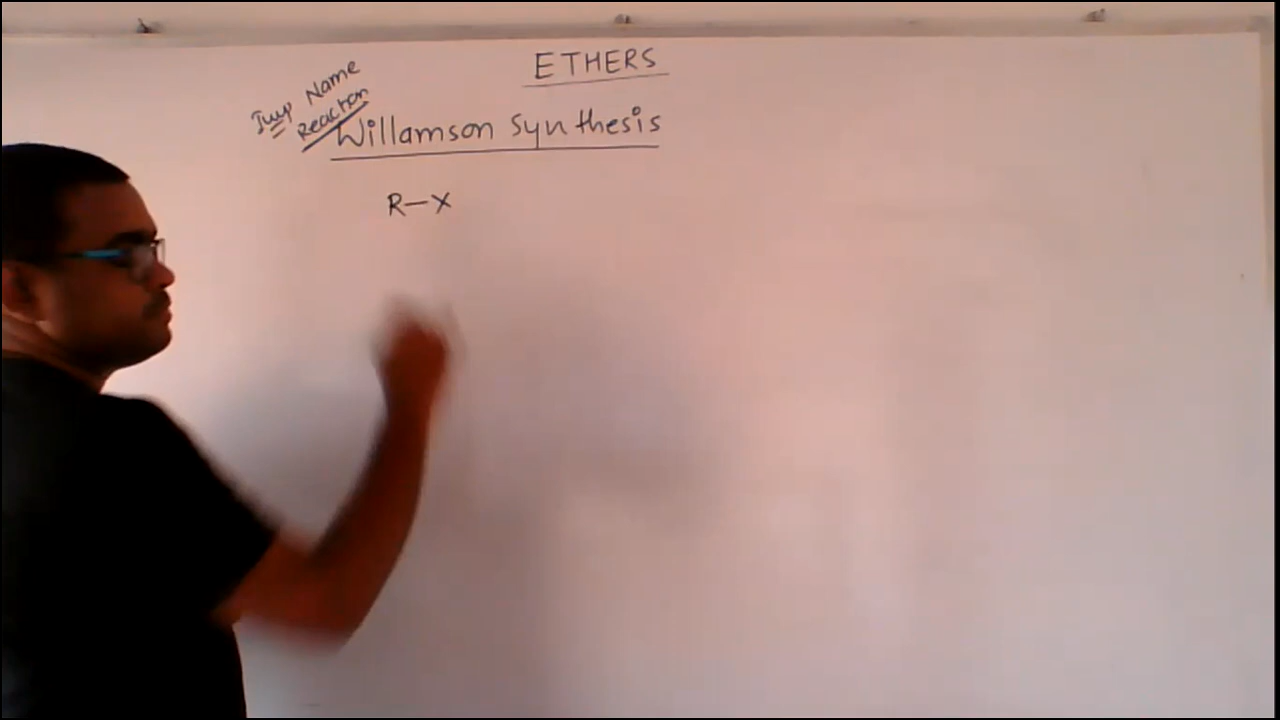 ETHERS
Imp Name
Reaction
Willamson Synthesis
R—X